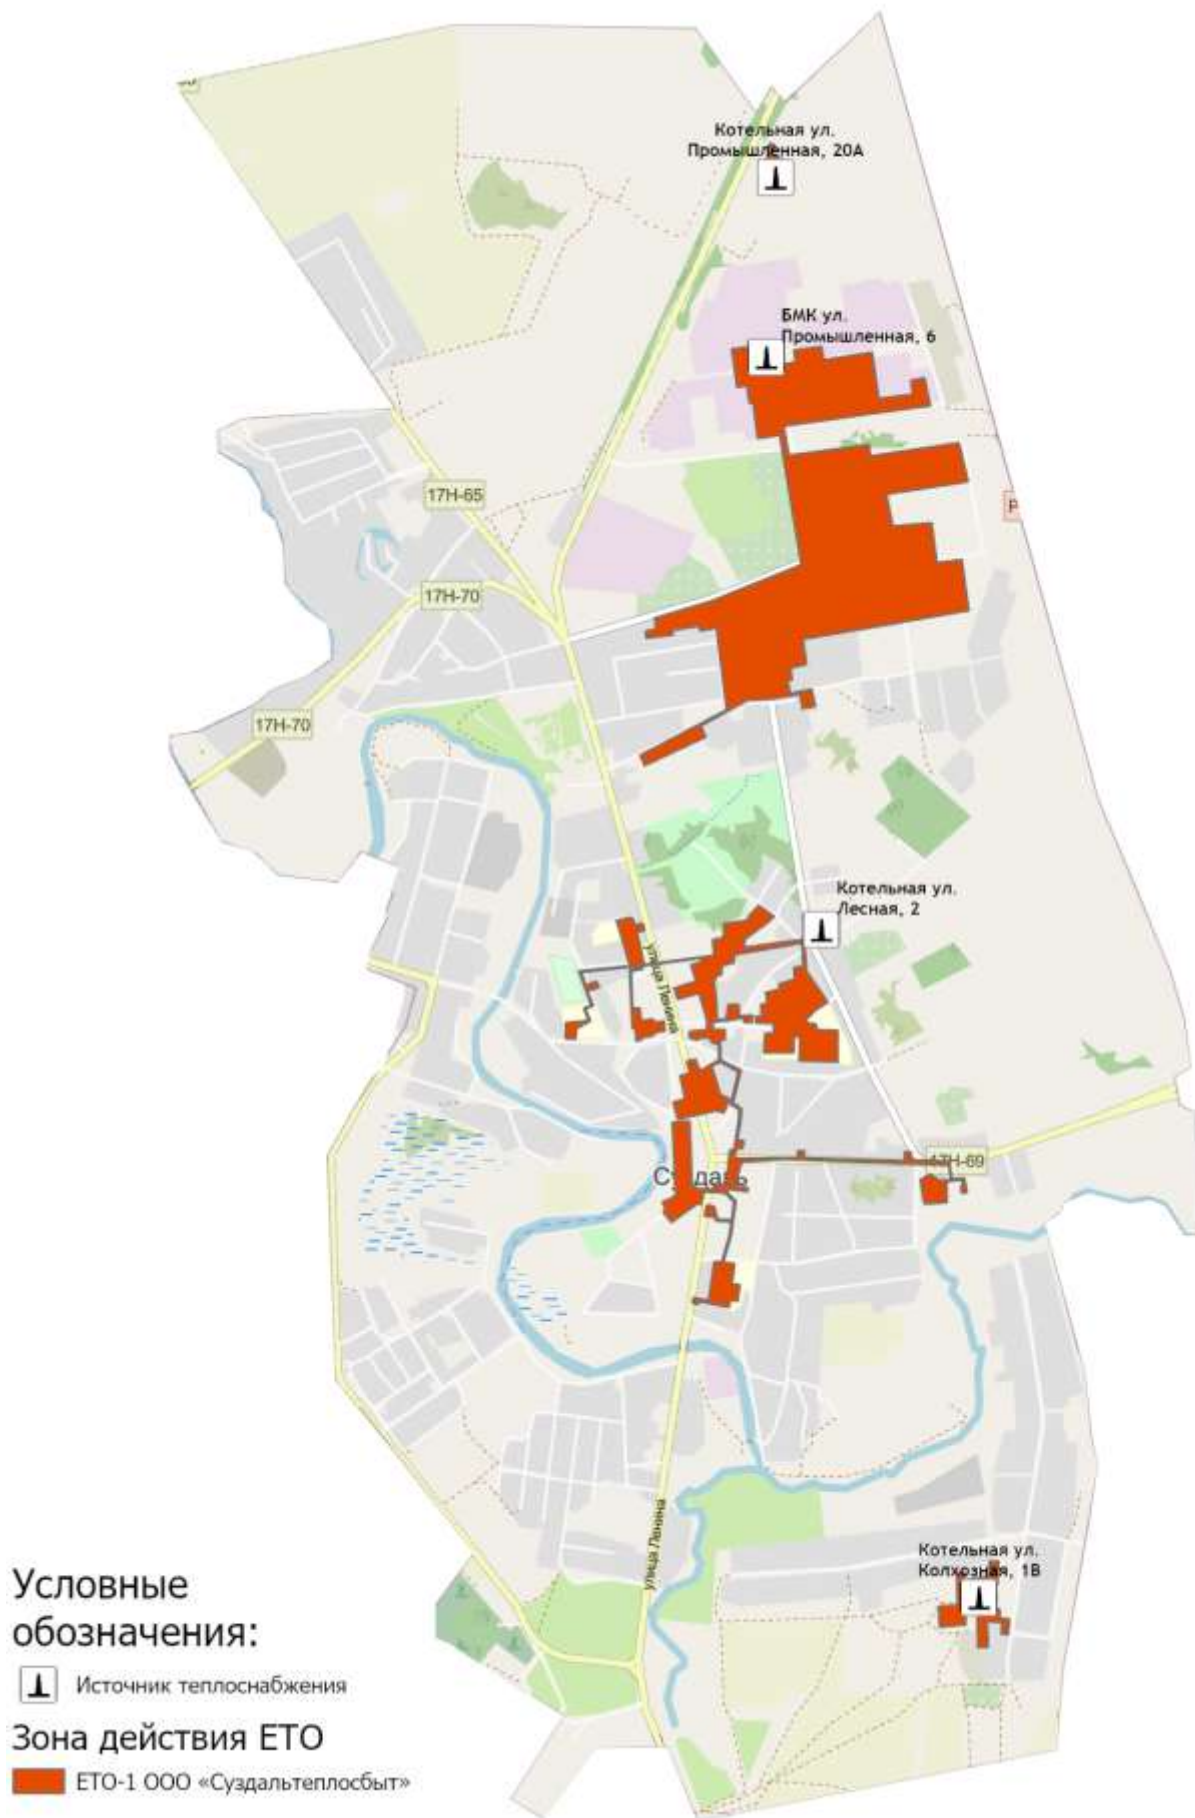 Котельная ул.
Промышленная, 20А
БМК ул.
Промышленная, 6
17Н-65
Р
17Н-70
17Н-70
Котельная ул.
Лесная, 2
улица Ленина
17Н-69
Суздаль
улица Ленина
Котельная ул.
Колхозная, 1В
Условные
обозначения:
Источник теплоснабжения
Зона действия ЕТО
ЕТО-1 ООО «Суздальтеплосбыт»